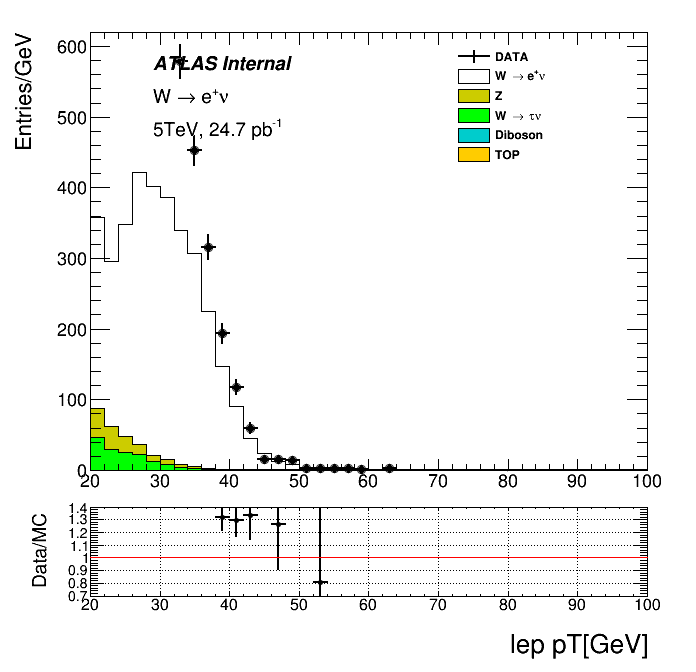 Entries/GeV
600
500
400
300
200
100
0
ATLAS Internal
W → e⁺ν
5TeV, 24.7 pb⁻¹
DATA
W → e⁺ν
Z
W → τν
Diboson
TOP
20 30 40 50 60 70 80 90 100
Data/MC
1.4
1.3
1.2
1.1
1
0.9
0.8
0.7
20 30 40 50 60 70 80 90 100
lep pT[GeV]